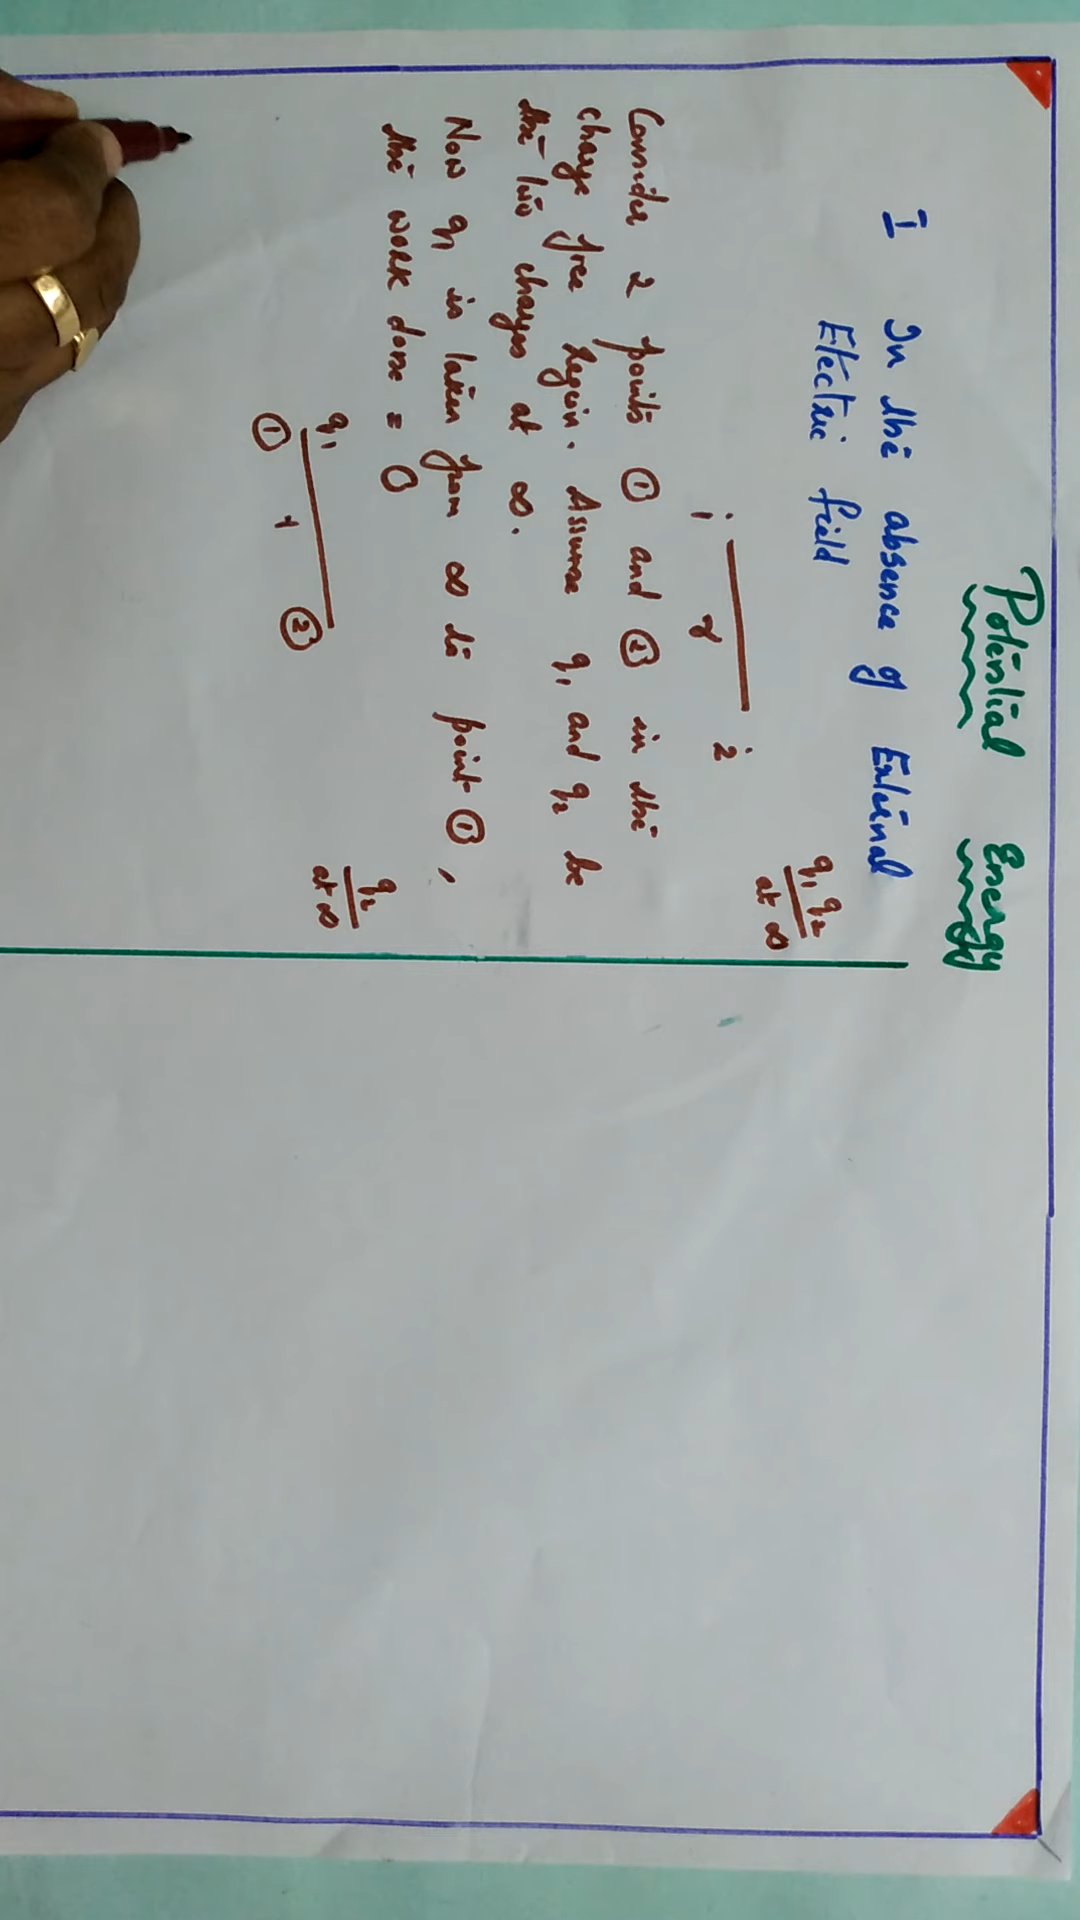 Potential Energy
I In the absence of External
Electric field
q1 q2
at ∞
1 r 2
Consider 2 points ① and ② in the
charge free region. Assume q1 and q2 be
the two charges at ∞.
Now q1 is taken from ∞ to point ①,
the work done = 0
q1
① r ②
q2
at ∞